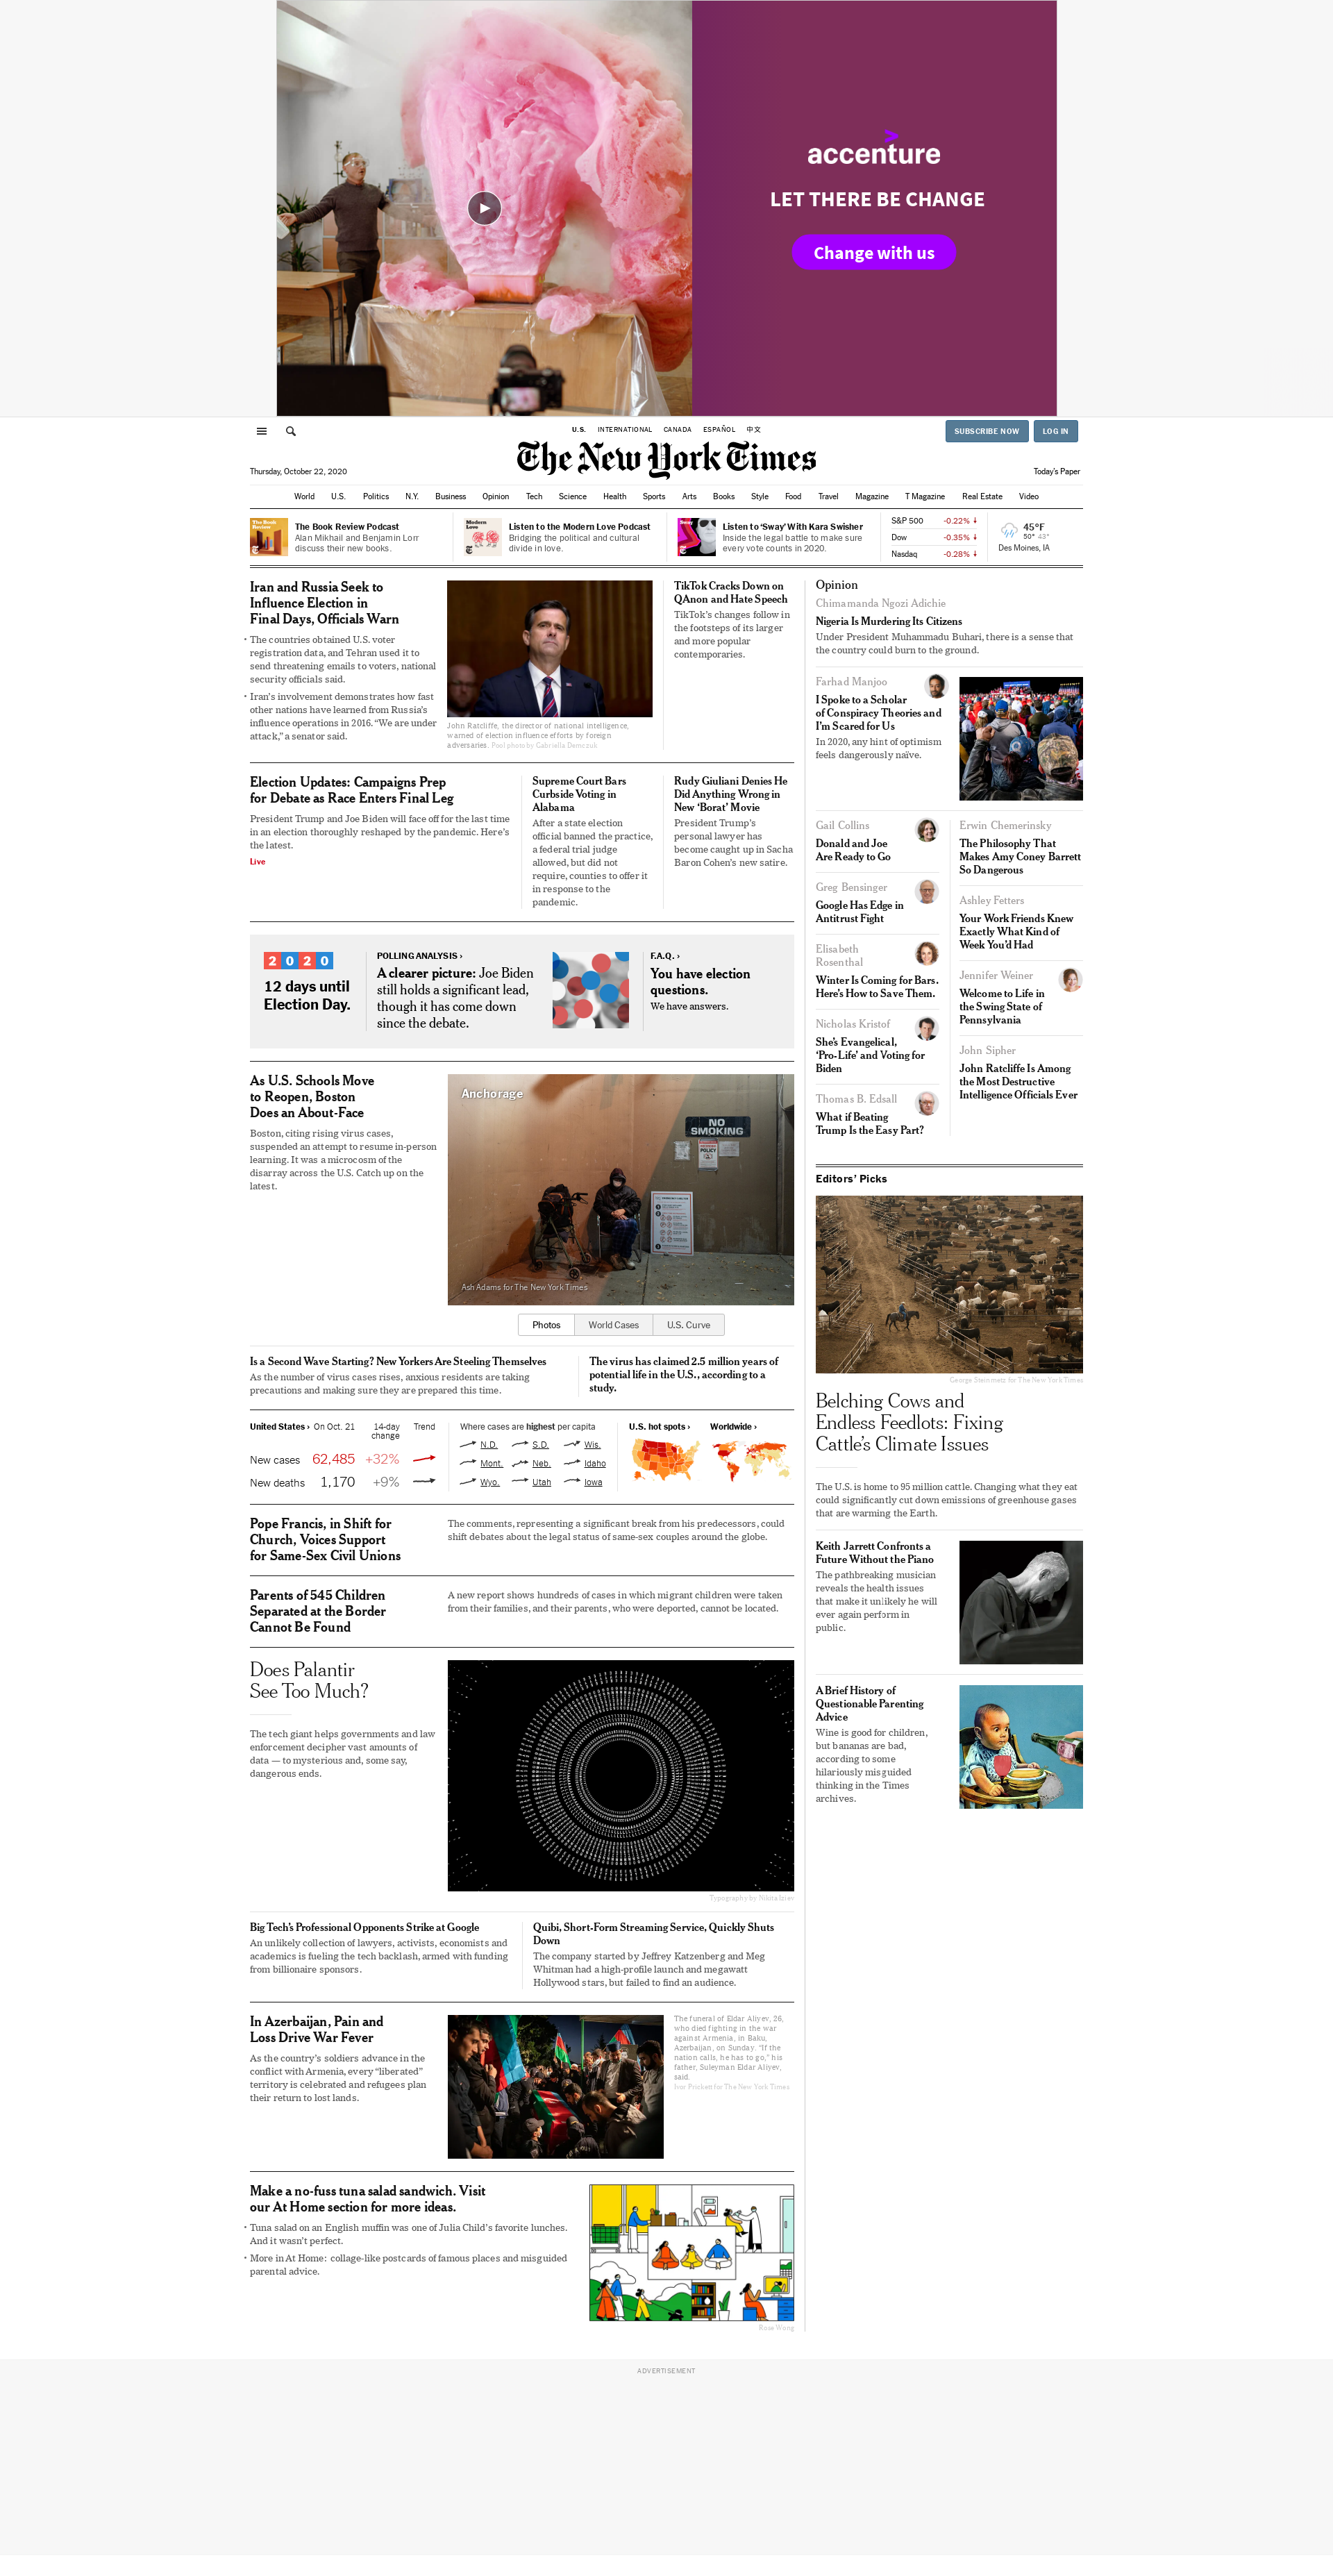 accenture
LET THERE BE CHANGE
Change with us
U.S. INTERNATIONAL CANADA ESPAÑOL 中文
SUBSCRIBE NOW LOG IN
The New York Times
Thursday, October 22, 2020
Today's Paper
World U.S. Politics N.Y. Business Opinion Tech Science Health Sports Arts Books Style Food Travel Magazine T Magazine Real Estate Video
The Book Review Podcast
Alan Mikhail and Benjamin Lorr
discuss their new books.
Modern
Love
Listen to the Modern Love Podcast
Bridging the political and cultural
divide in love.
Sway
Listen to ‘Sway’ With Kara Swisher
Inside the legal battle to make sure
every vote counts in 2020.
S&P 500 -0.22%
Dow -0.35%
Nasdaq -0.28%
45°F
50° 43°
Des Moines, IA
Iran and Russia Seek to
Influence Election in
Final Days, Officials Warn
• The countries obtained U.S. voter
registration data, and Tehran used it to
send threatening emails to voters, national
security officials said.
• Iran’s involvement demonstrates how fast
other nations have learned from Russia’s
influence operations in 2016. “We are under
attack,” a senator said.
John Ratcliffe, the director of national intelligence,
warned of election influence efforts by foreign
adversaries. Pool photo by Gabriella Demczuk
TikTok Cracks Down on
QAnon and Hate Speech
TikTok’s changes follow in
the footsteps of its larger
and more popular
contemporaries.
Election Updates: Campaigns Prep
for Debate as Race Enters Final Leg
President Trump and Joe Biden will face off for the last time
in an election thoroughly reshaped by the pandemic. Here’s
the latest.
Live
Supreme Court Bars
Curbside Voting in
Alabama
After a state election
official banned the practice,
a federal trial judge
allowed, but did not
require, counties to offer it
in response to the
pandemic.
Rudy Giuliani Denies He
Did Anything Wrong in
New ‘Borat’ Movie
President Trump’s
personal lawyer has
become caught up in Sacha
Baron Cohen’s new satire.
2020
12 days until
Election Day.
POLLING ANALYSIS ›
A clearer picture: Joe Biden
still holds a significant lead,
though it has come down
since the debate.
F.A.Q. ›
You have election
questions.
We have answers.
As U.S. Schools Move
to Reopen, Boston
Does an About-Face
Boston, citing rising virus cases,
suspended an attempt to resume in-person
learning. It was a microcosm of the
disarray across the U.S. Catch up on the
latest.
Anchorage
NO
SMOKING
POLICY
Ash Adams for The New York Times
Photos World Cases U.S. Curve
Is a Second Wave Starting? New Yorkers Are Steeling Themselves
As the number of virus cases rises, anxious residents are taking
precautions and making sure they are prepared this time.
The virus has claimed 2.5 million years of
potential life in the U.S., according to a
study.
United States › On Oct. 21 14-day
change Trend
New cases 62,485 +32%
New deaths 1,170 +9%
Where cases are highest per capita
N.D. S.D. Wis.
Mont. Neb. Idaho
Wyo. Utah Iowa
U.S. hot spots › Worldwide ›
Pope Francis, in Shift for
Church, Voices Support
for Same-Sex Civil Unions
The comments, representing a significant break from his predecessors, could
shift debates about the legal status of same-sex couples around the globe.
Parents of 545 Children
Separated at the Border
Cannot Be Found
A new report shows hundreds of cases in which migrant children were taken
from their families, and their parents, who were deported, cannot be located.
Does Palantir
See Too Much?
The tech giant helps governments and law
enforcement decipher vast amounts of
data — to mysterious and, some say,
dangerous ends.
Typography by Nikita Iziev
Big Tech’s Professional Opponents Strike at Google
An unlikely collection of lawyers, activists, economists and
academics is fueling the tech backlash, armed with funding
from billionaire sponsors.
Quibi, Short-Form Streaming Service, Quickly Shuts
Down
The company started by Jeffrey Katzenberg and Meg
Whitman had a high-profile launch and megawatt
Hollywood stars, but failed to find an audience.
In Azerbaijan, Pain and
Loss Drive War Fever
As the country’s soldiers advance in the
conflict with Armenia, every “liberated”
territory is celebrated and refugees plan
their return to lost lands.
The funeral of Eldar Aliyev, 26,
who died fighting in the war
against Armenia, in Baku,
Azerbaijan, on Sunday. “If the
nation calls, he has to go,” his
father, Suleyman Eldar Aliyev,
said.
Ivor Prickett for The New York Times
Make a no-fuss tuna salad sandwich. Visit
our At Home section for more ideas.
• Tuna salad on an English muffin was one of Julia Child’s favorite lunches.
And it wasn’t perfect.
• More in At Home: collage-like postcards of famous places and misguided
parental advice.
Rose Wong
Opinion
Chimamanda Ngozi Adichie
Nigeria Is Murdering Its Citizens
Under President Muhammadu Buhari, there is a sense that
the country could burn to the ground.
Farhad Manjoo
I Spoke to a Scholar
of Conspiracy Theories and
I’m Scared for Us
In 2020, any hint of optimism
feels dangerously naïve.
Gail Collins
Donald and Joe
Are Ready to Go
Greg Bensinger
Google Has Edge in
Antitrust Fight
Elisabeth
Rosenthal
Winter Is Coming for Bars.
Here’s How to Save Them.
Nicholas Kristof
She’s Evangelical,
‘Pro-Life’ and Voting for
Biden
Thomas B. Edsall
What if Beating
Trump Is the Easy Part?
Erwin Chemerinsky
The Philosophy That
Makes Amy Coney Barrett
So Dangerous
Ashley Fetters
Your Work Friends Knew
Exactly What Kind of
Week You’d Had
Jennifer Weiner
Welcome to Life in
the Swing State of
Pennsylvania
John Sipher
John Ratcliffe Is Among
the Most Destructive
Intelligence Officials Ever
Editors’ Picks
George Steinmetz for The New York Times
Belching Cows and
Endless Feedlots: Fixing
Cattle’s Climate Issues
The U.S. is home to 95 million cattle. Changing what they eat
could significantly cut down emissions of greenhouse gases
that are warming the Earth.
Keith Jarrett Confronts a
Future Without the Piano
The pathbreaking musician
reveals the health issues
that make it unlikely he will
ever again perform in
public.
A Brief History of
Questionable Parenting
Advice
Wine is good for children,
but bananas are bad,
according to some
hilariously misguided
thinking in the Times
archives.
ADVERTISEMENT